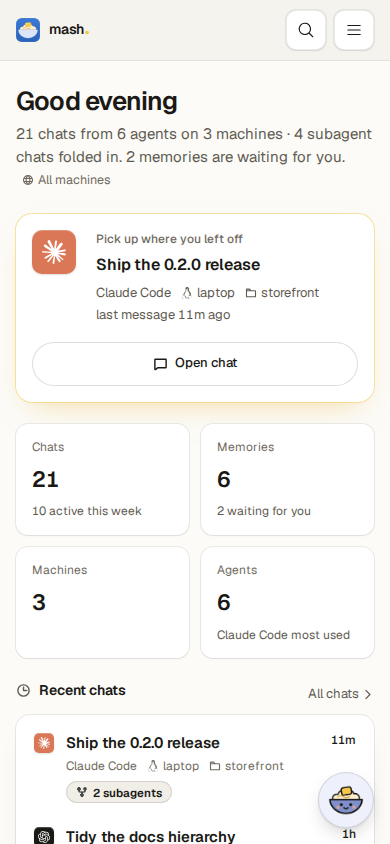 mash.
Good evening
21 chats from 6 agents on 3 machines · 4 subagent
chats folded in. 2 memories are waiting for you.
All machines
Pick up where you left off
Ship the 0.2.0 release
Claude Code laptop storefront
last message 11m ago
Open chat
Chats
21
10 active this week
Memories
6
2 waiting for you
Machines
3
Agents
6
Claude Code most used
Recent chats
All chats
Ship the 0.2.0 release
11m
Claude Code laptop storefront
2 subagents
Tidy the docs hierarchy
1h